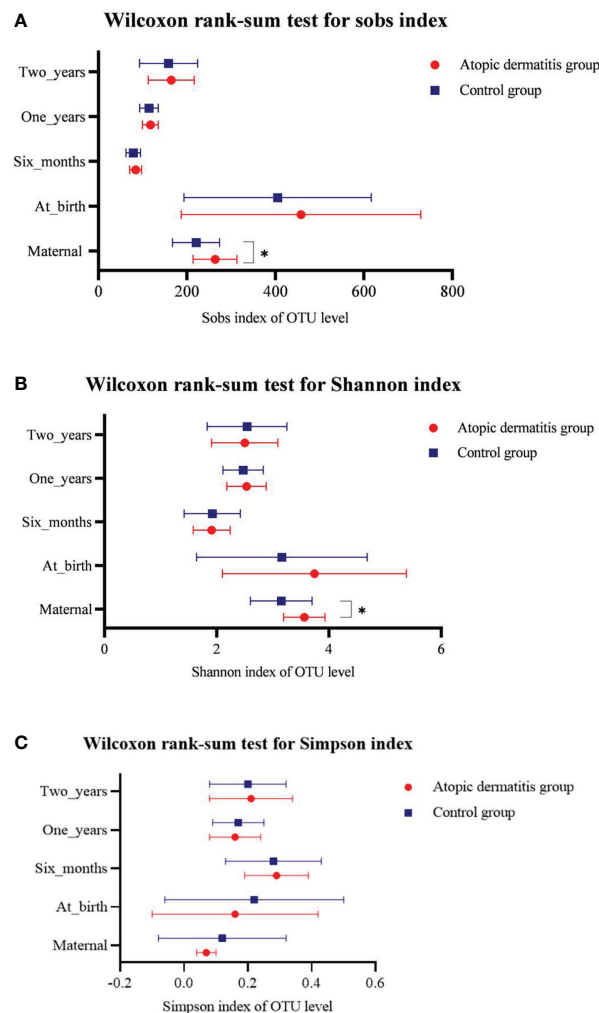 A
Wilcoxon rank-sum test for sobs index
Two_years
One_years
Six_months
At_birth
Maternal
*
Atopic dermatitis group
Control group
0 200 400 600 800
Sobs index of OTU level
B
Wilcoxon rank-sum test for Shannon index
Two_years
One_years
Six_months
At_birth
Maternal
*
Atopic dermatitis group
Control group
0 2 4 6
Shannon index of OTU level
C
Wilcoxon rank-sum test for Simpson index
Two_years
One_years
Six_months
At_birth
Maternal
Atopic dermatitis group
Control group
-0.2 0.0 0.2 0.4 0.6
Simpson index of OTU level